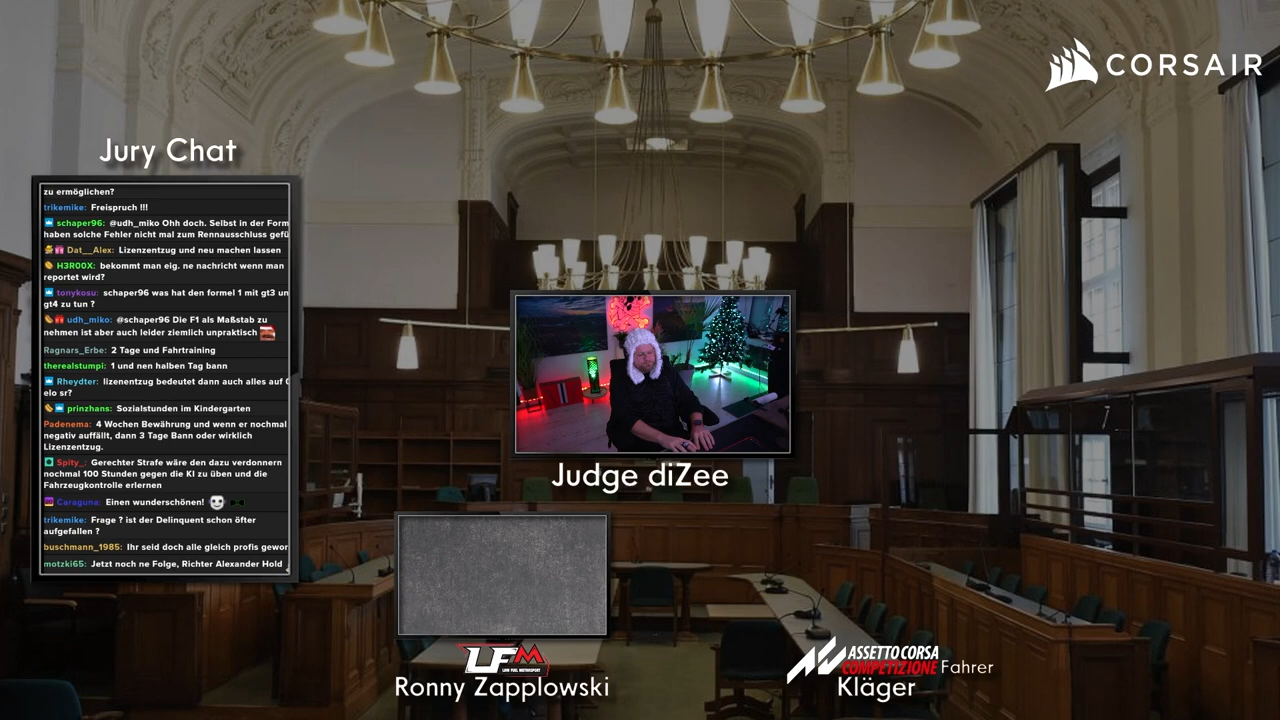 CORSAIR
Jury Chat
zu ermöglichen?
trikemike: Freispruch !!!
schaper96: @udh_miko Ohh doch. Selbst in der Form
haben solche Fehler nicht mal zum Rennausschluss gefü
Dat__Alex: Lizenzentzug und neu machen lassen
H3R00X: bekommt man eig. ne nachricht wenn man
reportet wird?
tonykosu: schaper96 was hat den formel 1 mit gt3 un
gt4 zu tun ?
udh_miko: @schaper96 Die F1 als Maßstab zu
nehmen ist aber auch leider ziemlich unpraktisch
Ragnars_Erbe: 2 Tage und Fahrtraining
therealstumpi: 1 und nen halben Tag bann
Rheydter: lizenentzug bedeutet dann auch alles auf 0
elo sr?
prinzhans: Sozialstunden im Kindergarten
Padenema: 4 Wochen Bewährung und wenn er nochmal
negativ auffällt, dann 3 Tage Bann oder wirklich
Lizenzentzug.
Spity_: Gerechter Strafe wäre den dazu verdonnern
nochmal 100 Stunden gegen die KI zu üben und die
Fahrzeugkontrolle erlernen
Caraguna: Einen wunderschönen!
trikemike: Frage ? ist der Delinquent schon öfter
aufgefallen ?
buschmann_1985: Ihr seid doch alle gleich profis gewor
motzki65: Jetzt noch ne Folge, Richter Alexander Hold
Judge diZee
LFM
LOW FUEL MOTORSPORT
Ronny Zapplowski
ASSETTO CORSA
COMPETIZIONE Fahrer
Kläger